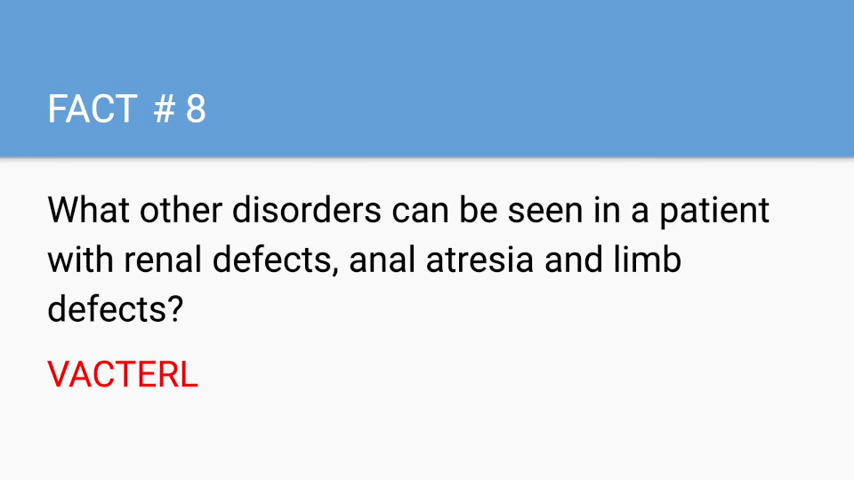 FACT # 8
What other disorders can be seen in a patient
with renal defects, anal atresia and limb
defects?
VACTERL